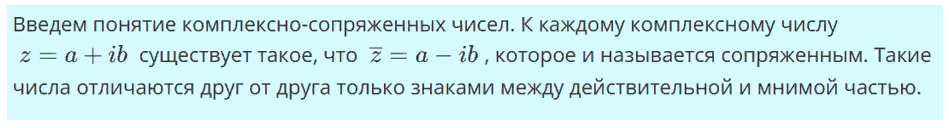 Введем понятие комплексно-сопряженных чисел. К каждому комплексному числу
z = a + ib существует такое, что z̅ = a − ib , которое и называется сопряженным. Такие
числа отличаются друг от друга только знаками между действительной и мнимой частью.